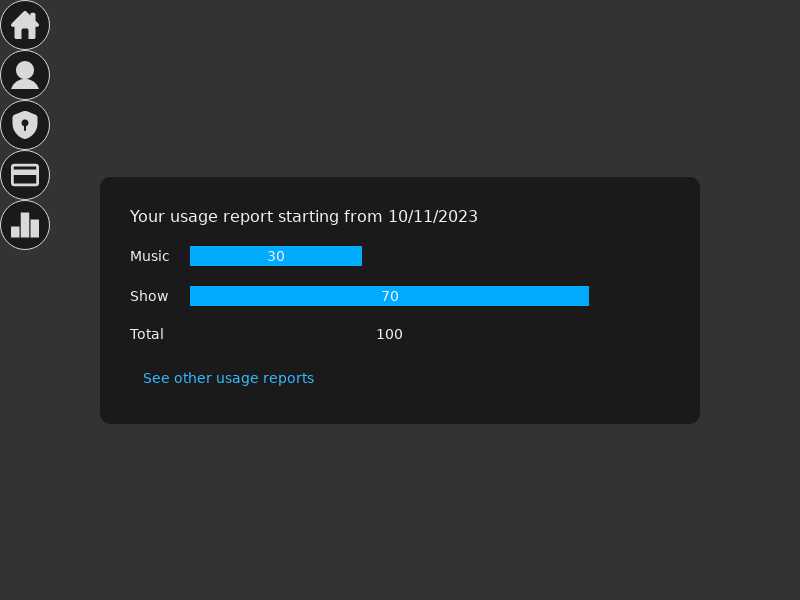 Your usage report starting from 10/11/2023
Music 30
Show 70
Total 100
See other usage reports